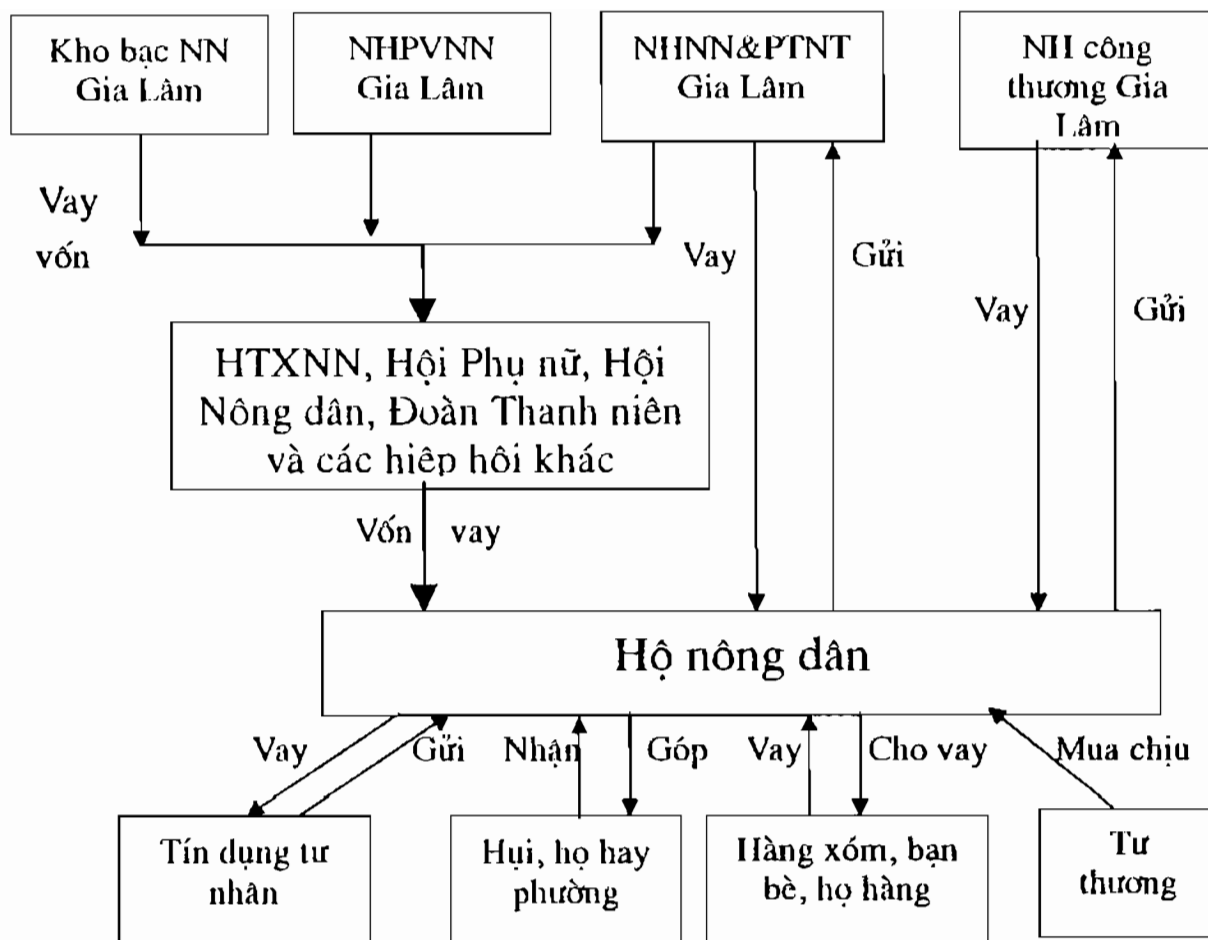 Kho bạc NN
Gia Lâm
NHPVNN
Gia Lâm
NHNN&PTNT
Gia Lâm
NH công
thương Gia
Lâm
Vay
vốn
Vay
Gửi
Vay
Gửi
HTXNN, Hội Phụ nữ, Hội
Nông dân, Đoàn Thanh niên
và các hiêp hôi khác
Vốn
vay
Hộ nông dân
Vay
Gửi
Nhận
Góp
Vay
Cho vay
Mua chịu
Tín dụng tư
nhân
Hụi, họ hay
phường
Hàng xóm, bạn
bè, họ hàng
Tư
thương